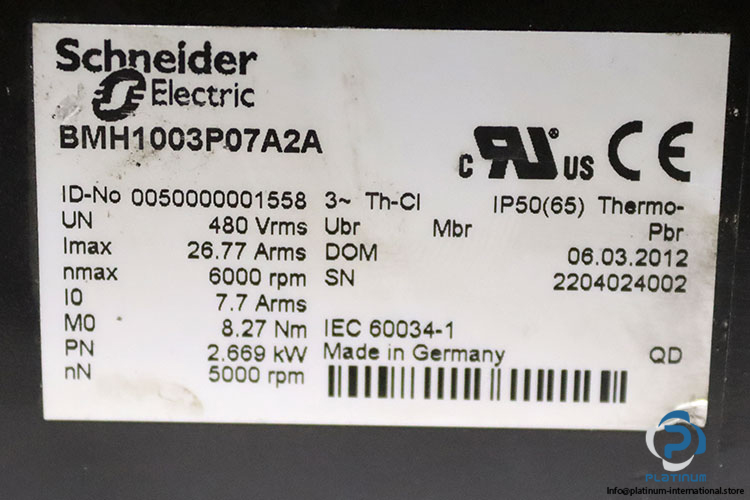 Schneider
Electric
BMH1003P07A2A
c RU US CE
ID-No 0050000001558 3~ Th-Cl IP50(65) Thermo-
UN 480 Vrms Ubr Mbr Pbr
Imax 26.77 Arms DOM 06.03.2012
nmax 6000 rpm SN 2204024002
I0 7.7 Arms
M0 8.27 Nm IEC 60034-1
PN 2.669 kW Made in Germany QD
nN 5000 rpm
PLATINUM
Info@platinum-international.store